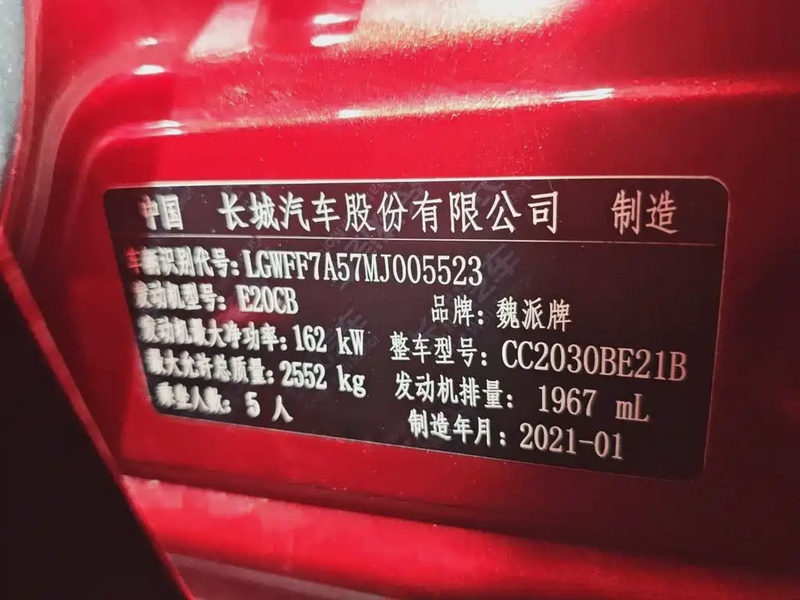 中国 长城汽车股份有限公司 制造
车辆识别代号: LGWFF7A57MJ005523
发动机型号: E20CB 品牌: 魏派牌
发动机最大净功率: 162 kW 整车型号: CC2030BE21B
最大允许总质量: 2552 kg 发动机排量: 1967 mL
乘坐人数: 5 人 制造年月: 2021-01